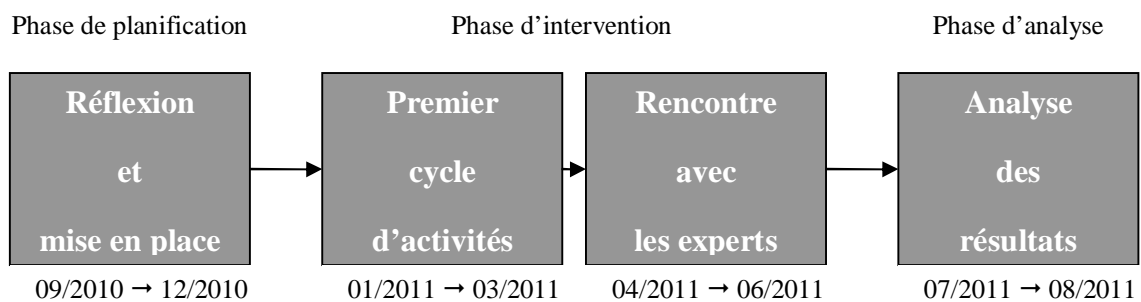 Phase de planification
Phase d’intervention
Phase d’analyse
Réflexion
et
mise en place
Premier
cycle
d’activités
Rencontre
avec
les experts
Analyse
des
résultats
09/2010 → 12/2010
01/2011 → 03/2011
04/2011 → 06/2011
07/2011 → 08/2011